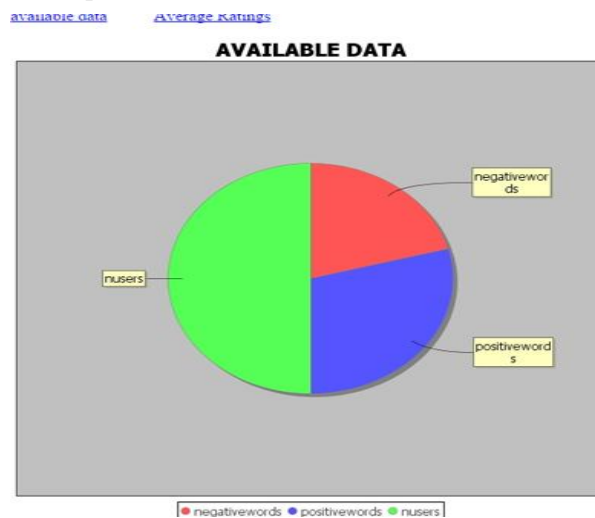 available data Average Ratings
AVAILABLE DATA
negativewor
ds
nusers
positiveword
s
negativewords positivewords nusers